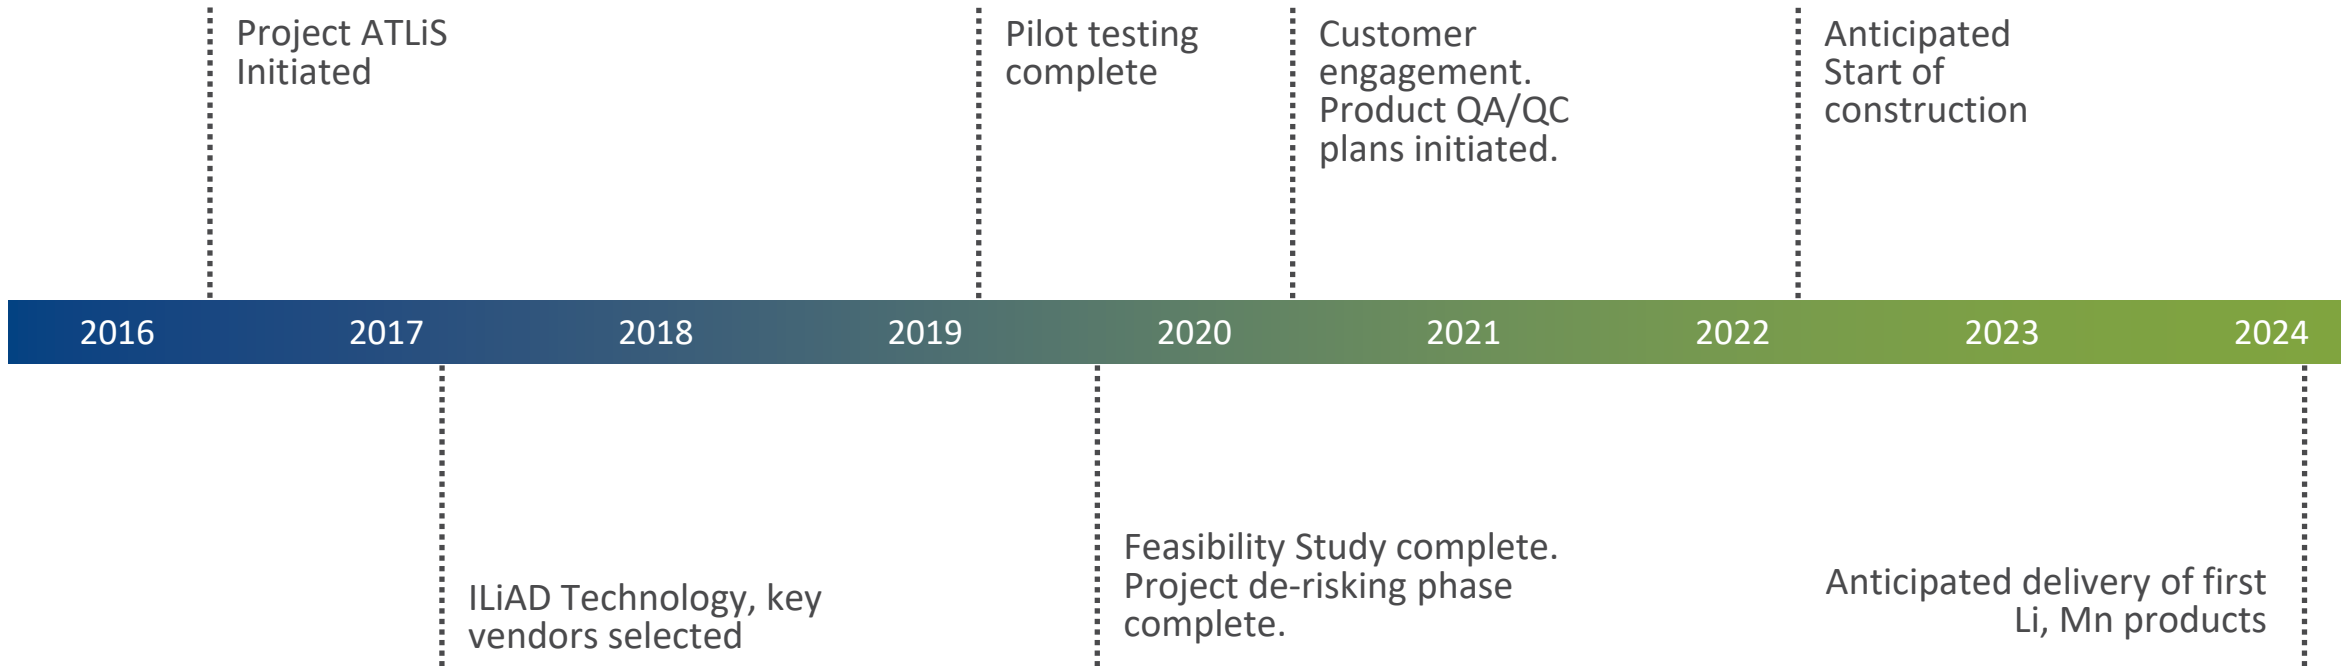 Project ATLiS
Initiated
Pilot testing
complete
Customer
engagement.
Product QA/QC
plans initiated.
Anticipated
Start of
construction
2016 2017 2018 2019 2020 2021 2022 2023 2024
ILiAD Technology, key
vendors selected
Feasibility Study complete.
Project de-risking phase
complete.
Anticipated delivery of first
Li, Mn products